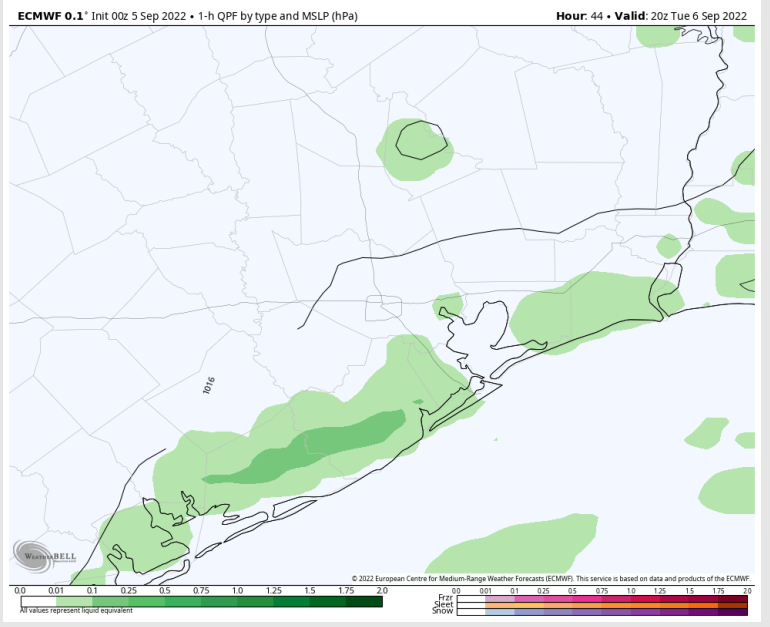 ECMWF 0.1° Init 00z 5 Sep 2022 • 1-h QPF by type and MSLP (hPa)
Hour: 44 • Valid: 20z Tue 6 Sep 2022
1016
WEATHERBELL
© 2022 European Centre for Medium-Range Weather Forecasts (ECMWF). This service is based on data and products of the ECMWF.
0.0 0.01 0.1 0.25 0.5 0.75 1.0 1.25 1.5 1.75 2.0
All values represent liquid equivalent
0.0 001 01 0.25 0.5 0.75 1.0 1.25 1.5 1.75 2.0
Frzr
Sleet
Snow